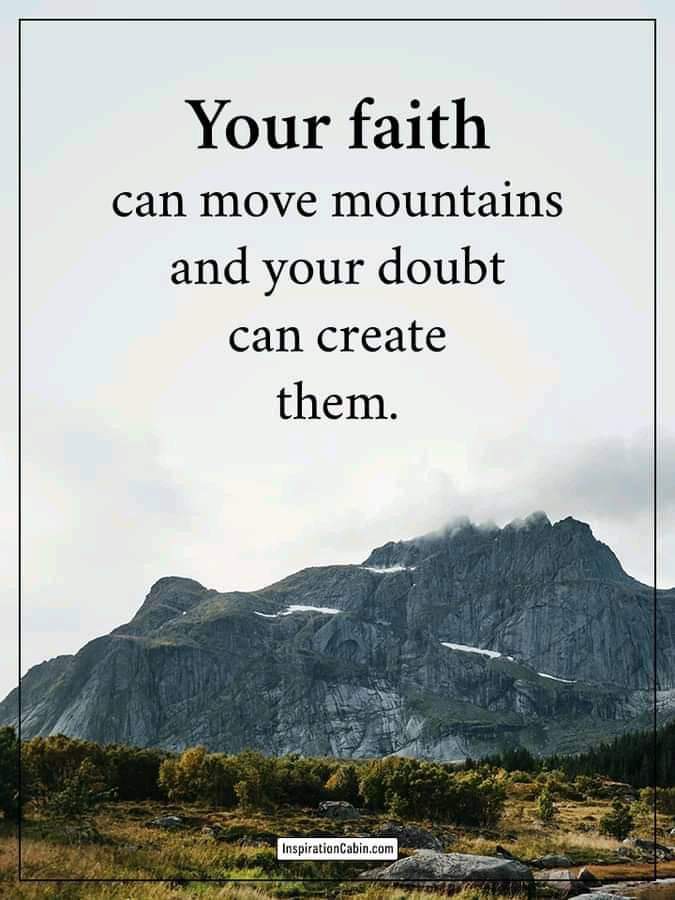 Your faith
can move mountains
and your doubt
can create
them.
InspirationCabin.com